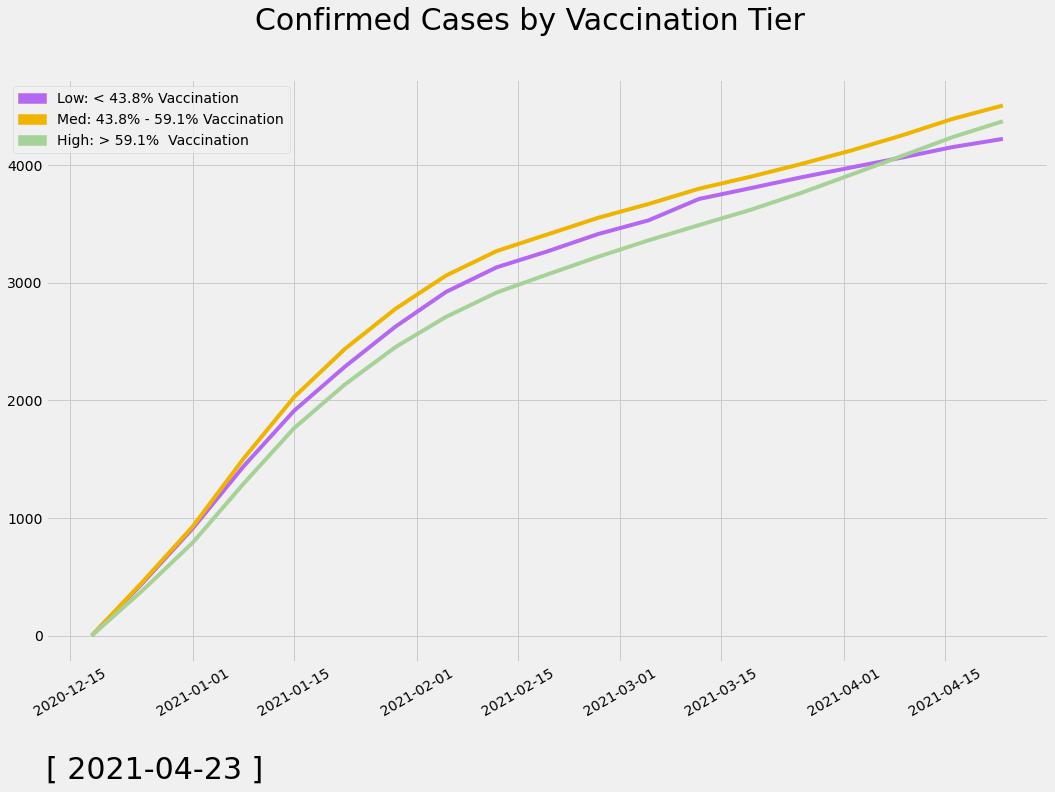 Confirmed Cases by Vaccination Tier
Low: < 43.8% Vaccination
Med: 43.8% - 59.1% Vaccination
High: > 59.1%  Vaccination
4000
3000
2000
1000
0
2020-12-15
2021-01-01
2021-01-15
2021-02-01
2021-02-15
2021-03-01
2021-03-15
2021-04-01
2021-04-15
[ 2021-04-23 ]